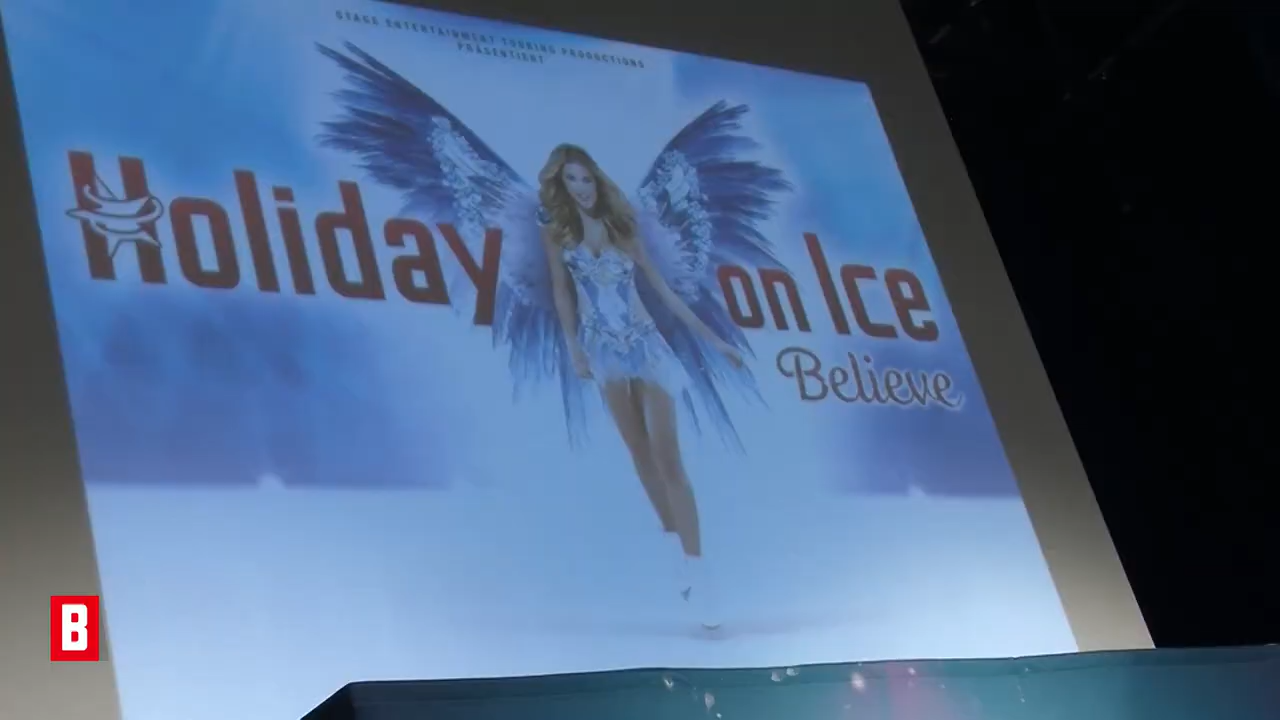 STAGE ENTERTAINMENT TOURING PRODUCTIONS
PRÄSENTIERT
Holiday on Ice
Believe
B